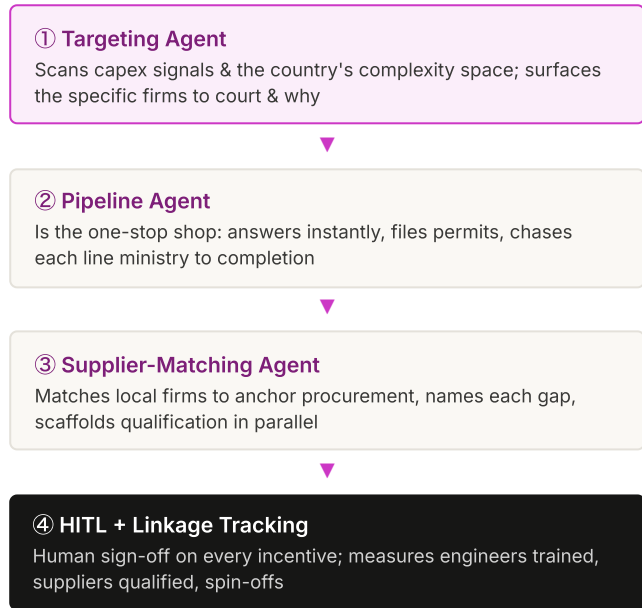 ① Targeting Agent
Scans capex signals & the country's complexity space; surfaces
the specific firms to court & why
② Pipeline Agent
Is the one-stop shop: answers instantly, files permits, chases
each line ministry to completion
③ Supplier-Matching Agent
Matches local firms to anchor procurement, names each gap,
scaffolds qualification in parallel
④ HITL + Linkage Tracking
Human sign-off on every incentive; measures engineers trained,
suppliers qualified, spin-offs